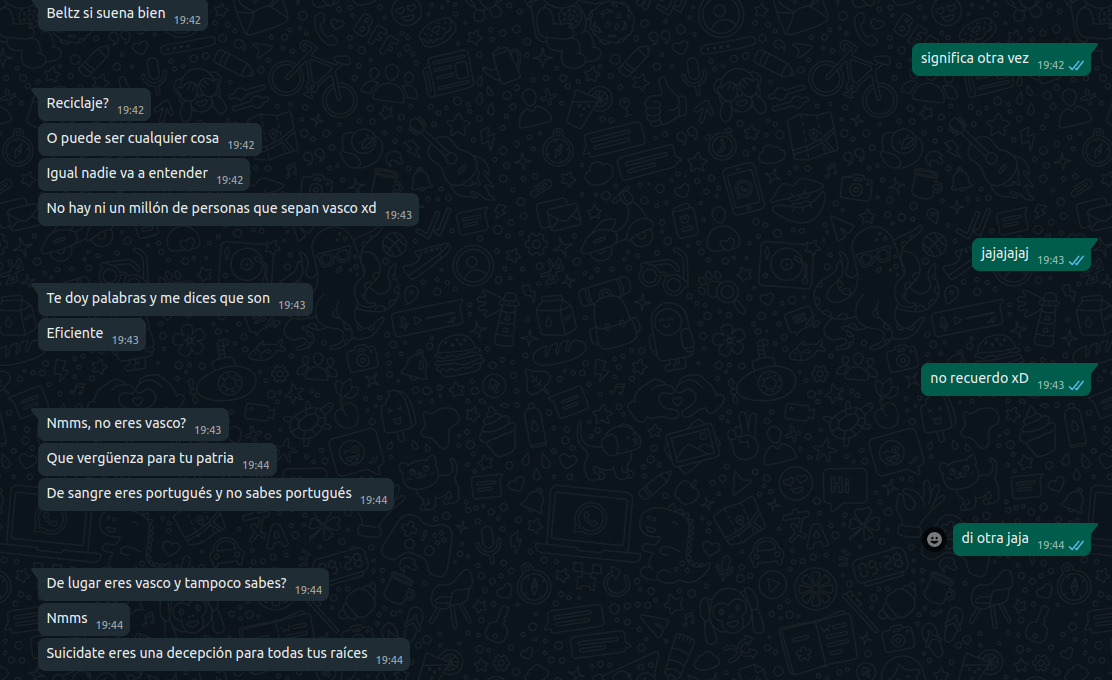 Beltz si suena bien 19:42
significa otra vez 19:42
Reciclaje? 19:42
O puede ser cualquier cosa 19:42
Igual nadie va a entender 19:42
No hay ni un millón de personas que sepan vasco xd 19:43
jajajajaj 19:43
Te doy palabras y me dices que son 19:43
Eficiente 19:43
no recuerdo xD 19:43
Nmms, no eres vasco? 19:43
Que vergüenza para tu patria 19:44
De sangre eres portugués y no sabes portugués 19:44
di otra jaja 19:44
De lugar eres vasco y tampoco sabes? 19:44
Nmms 19:44
Suicidate eres una decepción para todas tus raíces 19:44